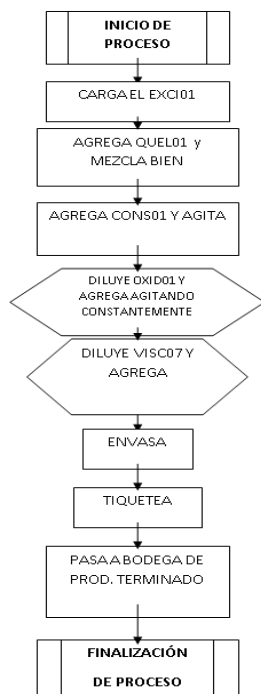 INICIO DE
PROCESO
CARGA EL EXCI01
AGREGA QUEL01 y
MEZCLA BIEN
AGREGA CONS01 Y AGITA
DILUYE OXID01 Y
AGREGA AGITANDO
CONSTANTEMENTE
DILUYE VISC07 Y
AGREGA
ENVASA
TIQUETEA
PASA A BODEGA DE
PROD. TERMINADO
FINALIZACIÓN
DE PROCESO